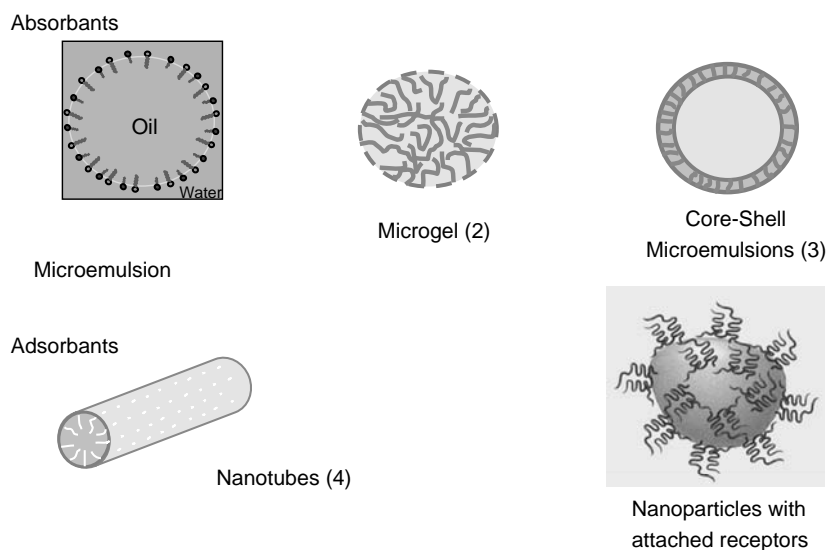 Absorbants
Oil
Water
Microemulsion
Microgel (2)
Core-Shell
Microemulsions (3)
Adsorbants
Nanotubes (4)
Nanoparticles with
attached receptors